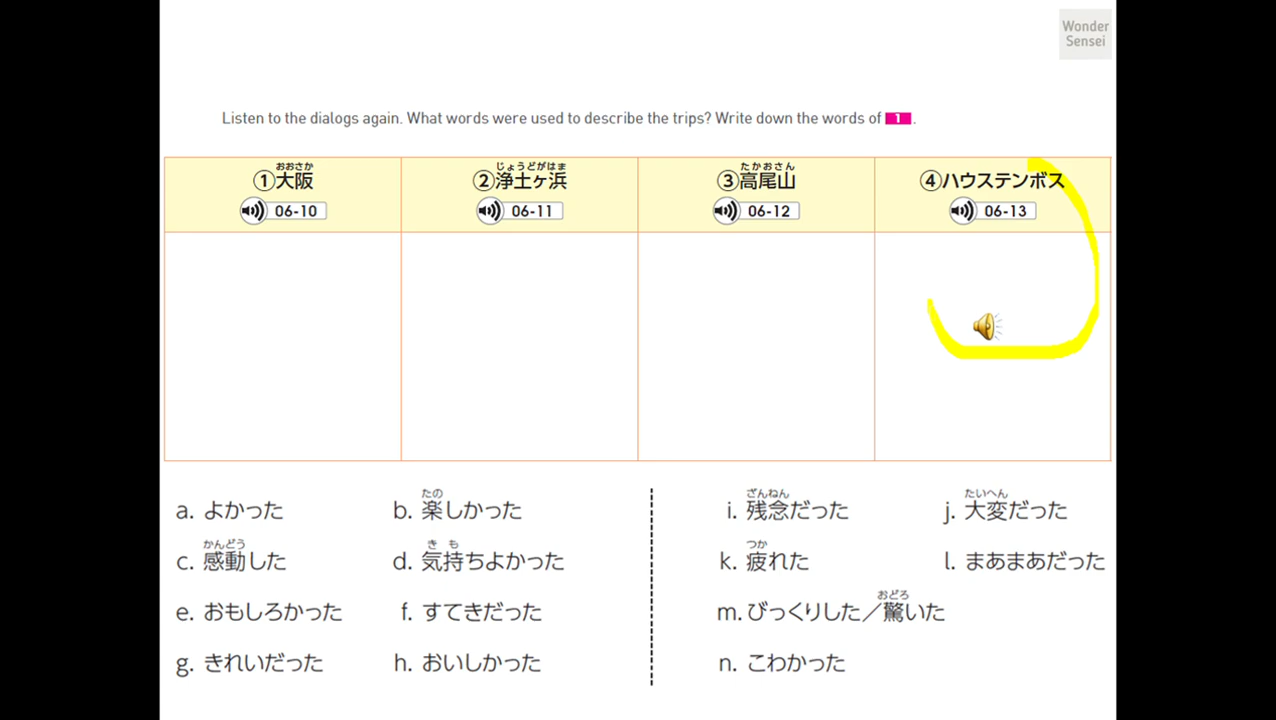 Wonder
Sensei
Listen to the dialogs again. What words were used to describe the trips? Write down the words of 1.
おおさか じょうどがはま たかおさん
①大阪 ②浄土ヶ浜 ③高尾山 ④ハウステンボス
06-10 06-11 06-12 06-13
たの ざんねん たいへん
a. よかった b. 楽しかった i. 残念だった j. 大変だった
かんどう き も つか
c. 感動した d. 気持ちよかった k. 疲れた l. まあまあだった
おどろ
e. おもしろかった f. すてきだった m. びっくりした／驚いた
g. きれいだった h. おいしかった n. こわかった